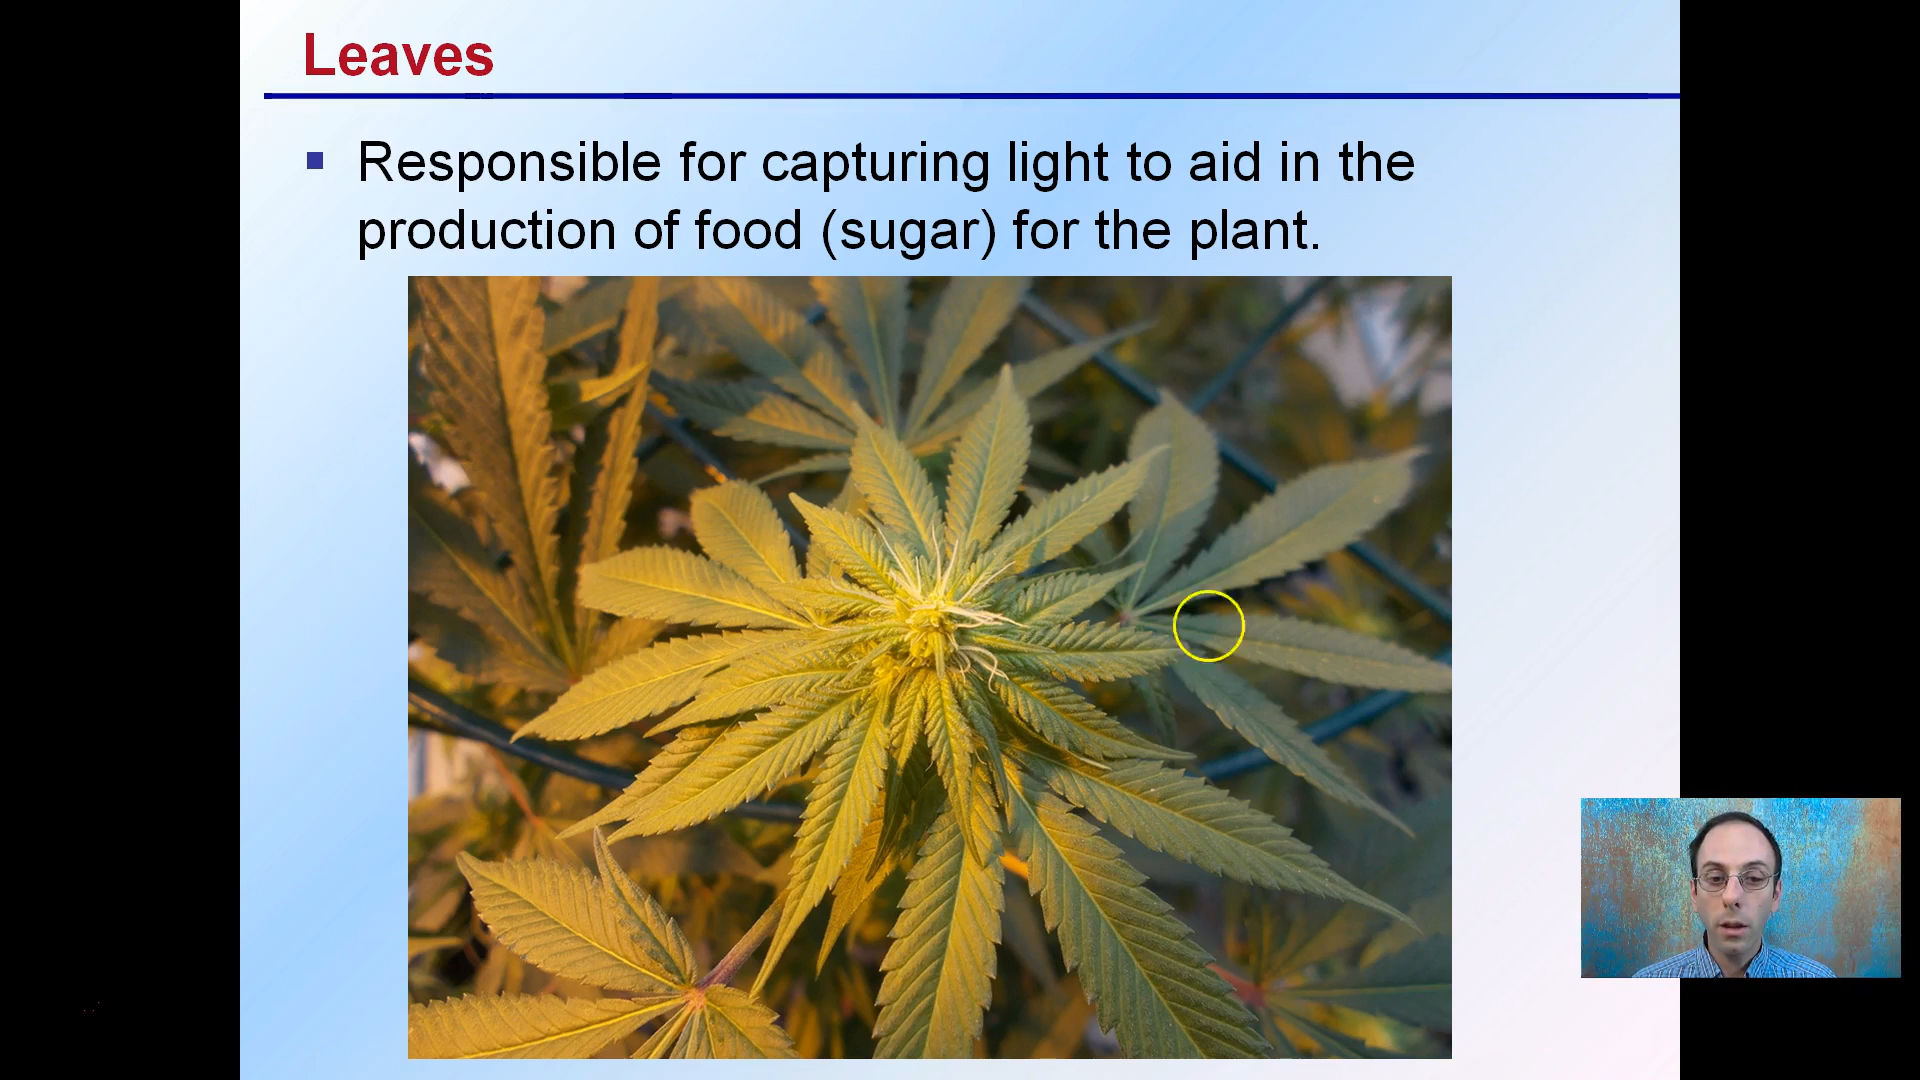 Leaves
Responsible for capturing light to aid in the
production of food (sugar) for the plant.